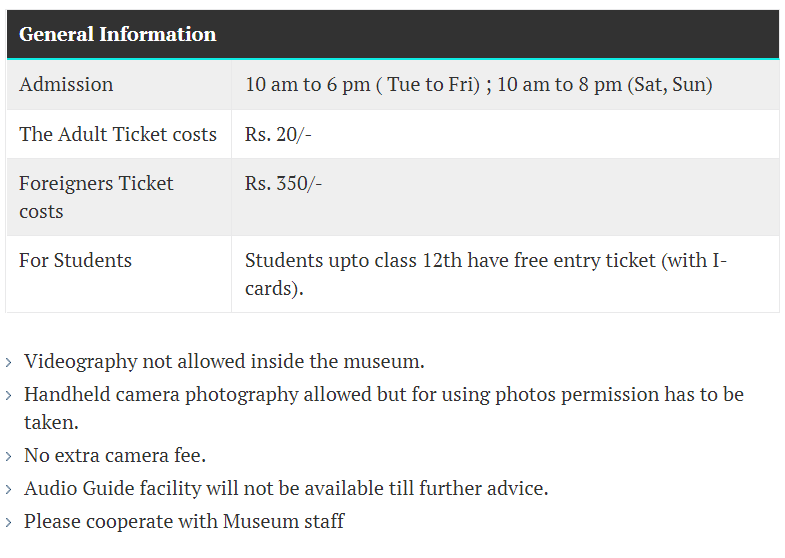 General Information
Admission 10 am to 6 pm ( Tue to Fri) ; 10 am to 8 pm (Sat, Sun)
The Adult Ticket costs Rs. 20/-
Foreigners Ticket
costs
Rs. 350/-
For Students
Students upto class 12th have free entry ticket (with I-
cards).
Videography not allowed inside the museum.
Handheld camera photography allowed but for using photos permission has to be
taken.
No extra camera fee.
Audio Guide facility will not be available till further advice.
Please cooperate with Museum staff